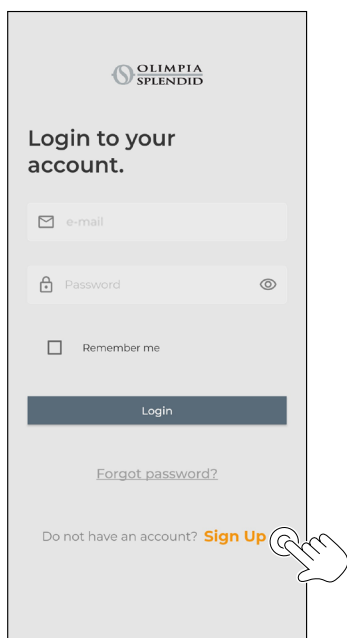 OLIMPIA
SPLENDID
Login to your
account.
e-mail
Password
Remember me
Login
Forgot password?
Do not have an account? Sign Up